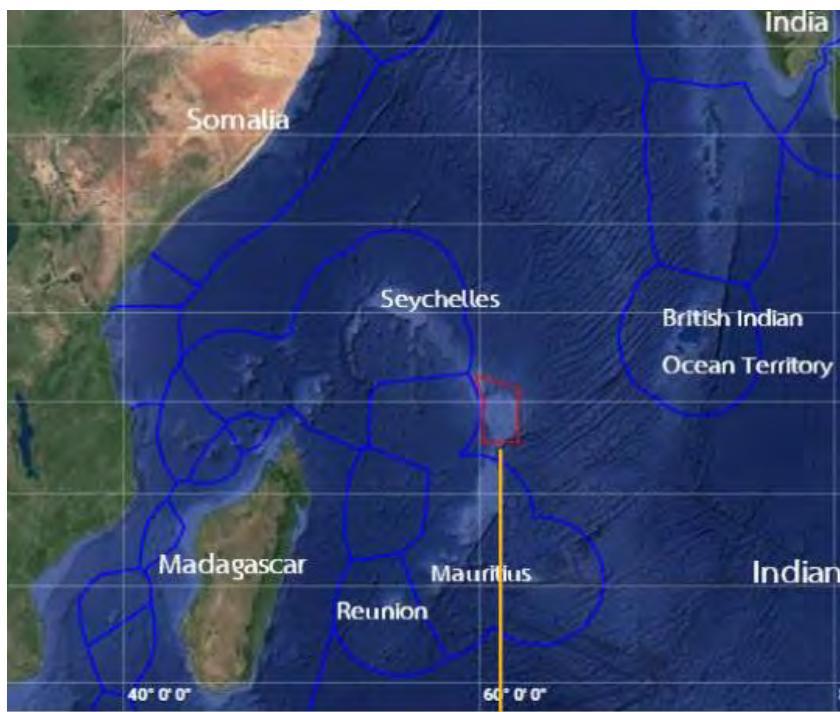 India
Somalia
Seychelles
British Indian
Ocean Territory
Madagascar
Mauritius
Indian
Reunion
40° 0' 0"
60° 0' 0"